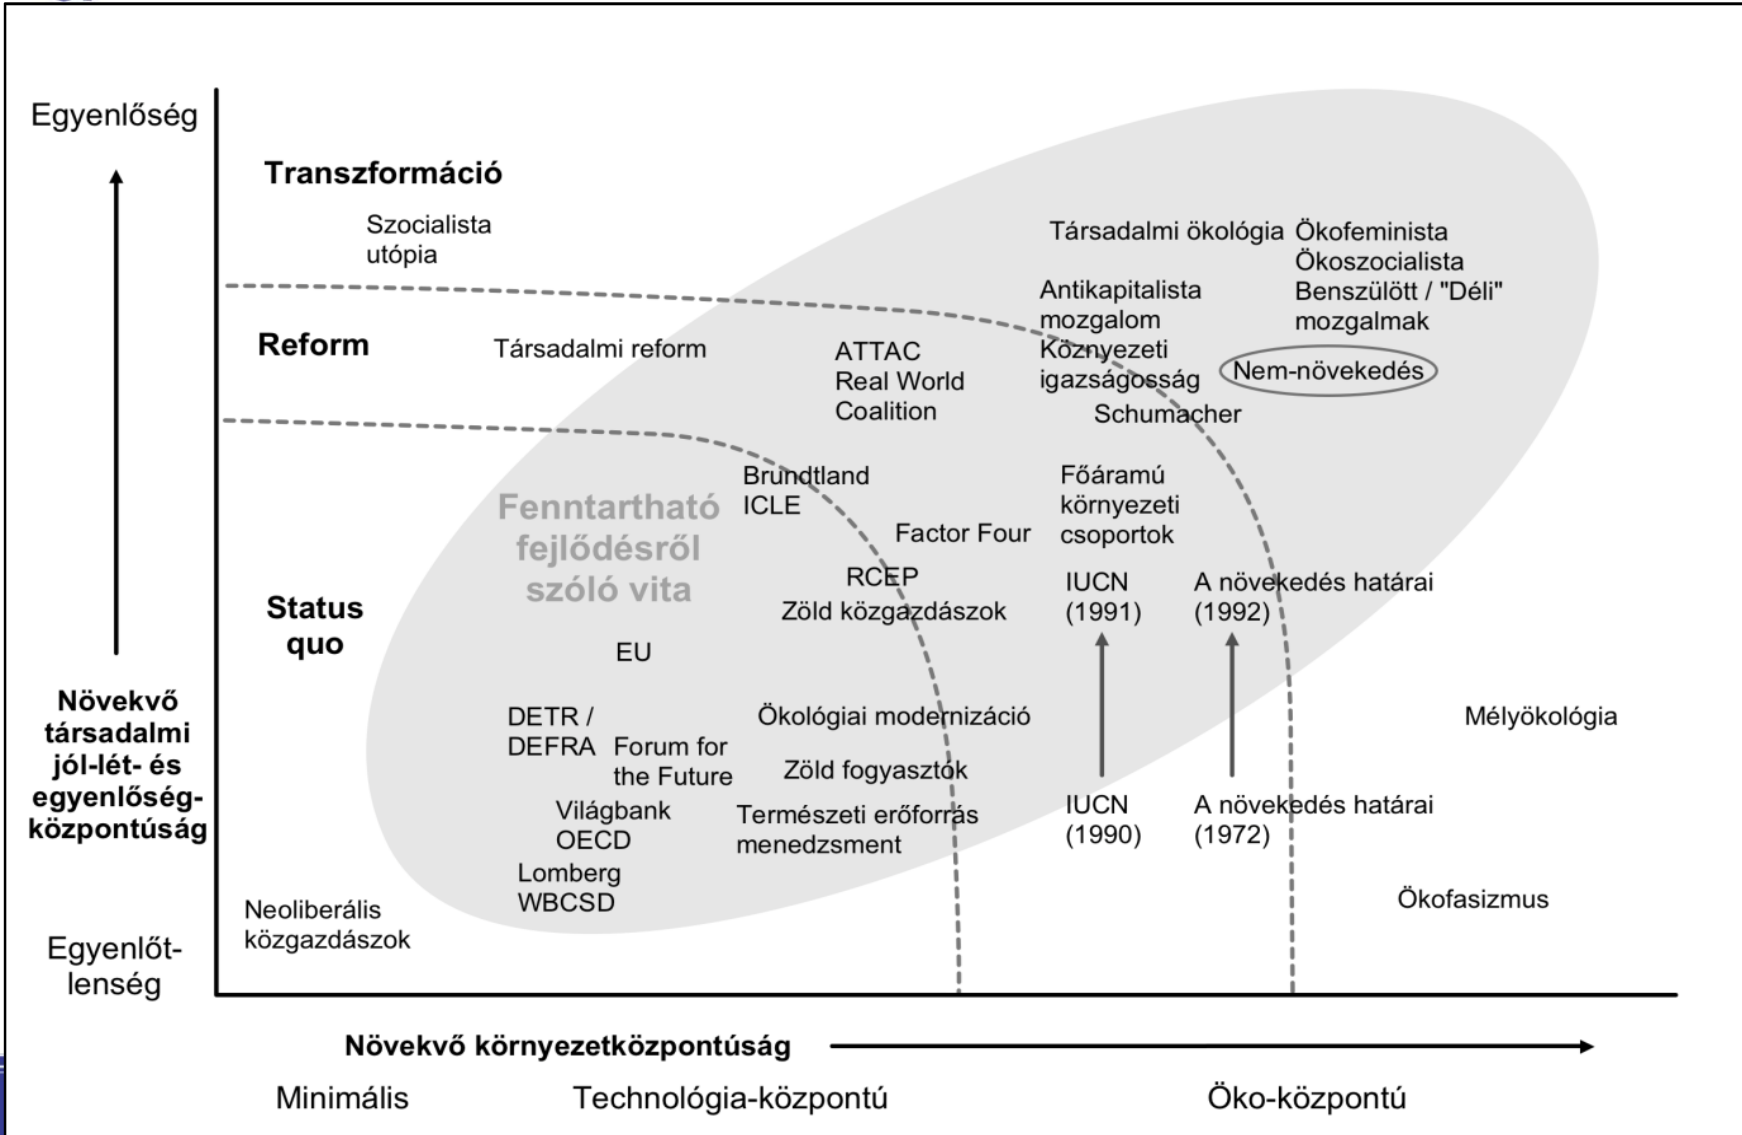 Egyenlőség
Transzformáció
Szocialista
utópia
Társadalmi ökológia
Ökofeminista
Ökoszocialista
Benszülött / "Déli"
mozgalmak
Antikapitalista
mozgalom
Köznyezeti
igazságosság
Nem-növekedés
Schumacher
Reform
Társadalmi reform
ATTAC
Real World
Coalition
Brundtland
ICLE
Fenntartható
fejlődésről
szóló vita
Factor Four
Főáramú
környezeti
csoportok
RCEP
Zöld közgazdászok
IUCN
(1991)
A növekedés határai
(1992)
Status
quo
EU
DETR /
DEFRA
Forum for
the Future
Ökológiai modernizáció
Zöld fogyasztók
Mélyökológia
Világbank
OECD
Természeti erőforrás
menedzsment
IUCN
(1990)
A növekedés határai
(1972)
Lomberg
WBCSD
Neoliberális
közgazdászok
Ökofasizmus
Növekvő
társadalmi
jól-lét- és
egyenlőség-
központúság
Egyenlőt-
lenség
Növekvő környezetközpontúság
Minimális
Technológia-központú
Öko-központú